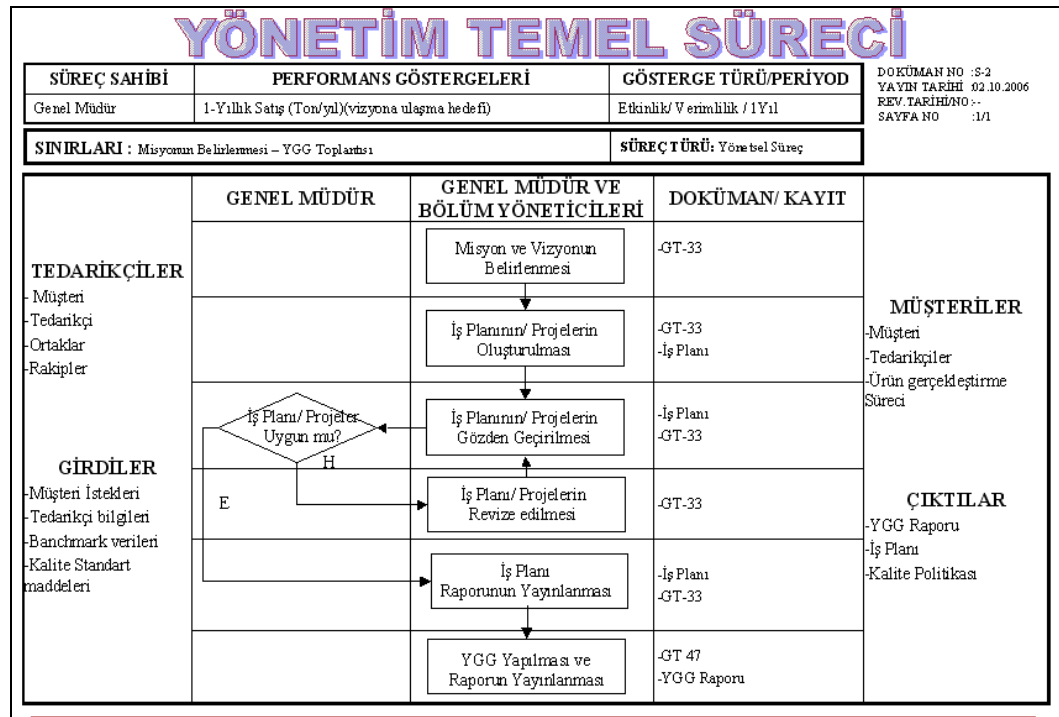 YÖNETİM TEMEL SÜRECİ
SÜREÇ SAHİBİ
PERFORMANS GÖSTERGELERİ
GÖSTERGE TÜRÜ/PERİYOD
Genel Müdür
1-Yıllık Satış (Ton/yıl)(vizyona ulaşma hedefi)
Etkinlik/ Verimlilik / 1Yıl
DOKÜMAN NO :S-2
YAYIN TARİHİ :02.10.2006
REV.TARİHİ/NO :--
SAYFA NO :1/1
SINIRLARI : Misyonun Belirlenmesi – YGG Toplantısı
SÜREÇ TÜRÜ: Yönetsel Süreç
TEDARİKÇİLER
- Müşteri
-Tedarikçi
-Ortaklar
-Rakipler
GİRDİLER
-Müşteri İstekleri
-Tedarikçi bilgileri
-Banchmark verileri
-Kalite Standart
maddeleri
GENEL MÜDÜR
İş Planı/ Projeler
Uygun mu?
H
E
GENEL MÜDÜR VE
BÖLÜM YÖNETİCİLERİ
Misyon ve Vizyonun
Belirlenmesi
İş Planının/ Projelerin
Oluşturulması
İş Planının/ Projelerin
Gözden Geçirilmesi
İş Planı/ Projelerin
Revize edilmesi
İş Planı
Raporunun Yayınlanması
YGG Yapılması ve
Raporun Yayınlanması
DOKÜMAN/ KAYIT
-GT-33
-GT-33
-İş Planı
-İş Planı
-GT-33
-GT-33
-İş Planı
-GT-33
-GT 47
-YGG Raporu
MÜŞTERİLER
-Müşteri
-Tedarikçiler
-Ürün gerçekleştirme
Süreci
ÇIKTILAR
-YGG Raporu
-İş Planı
-Kalite Politikası